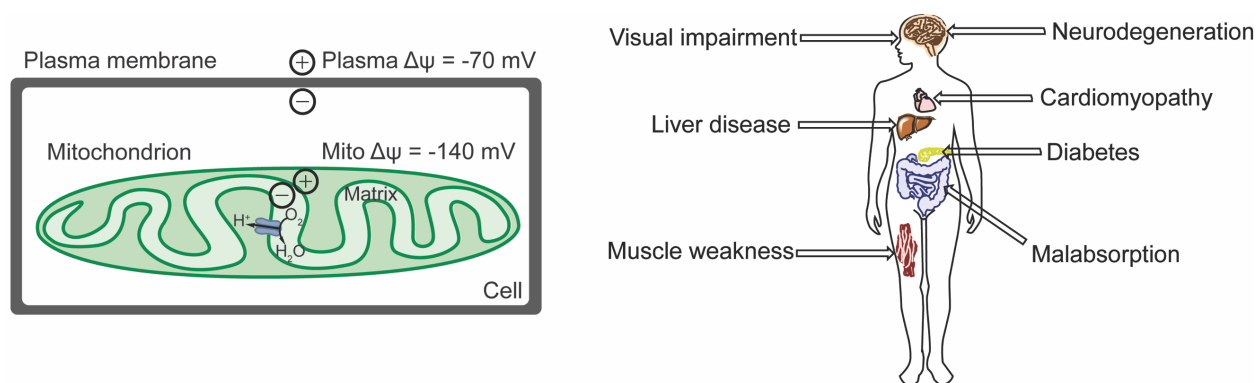 Plasma membrane
+ Plasma Δψ = -70 mV
−
Mitochondrion
Mito Δψ = -140 mV
− +
Matrix
H⁺
O₂
H₂O
Cell
Visual impairment
Neurodegeneration
Cardiomyopathy
Liver disease
Diabetes
Muscle weakness
Malabsorption